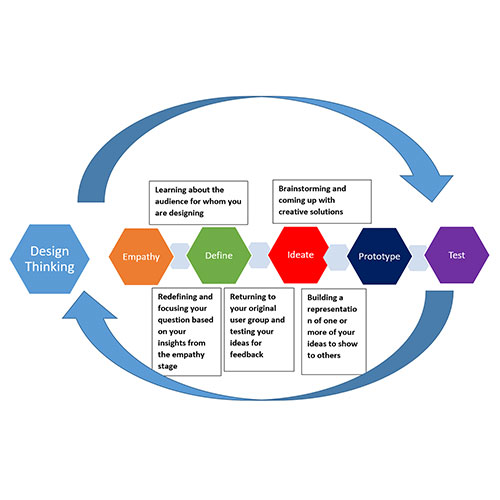 Learning about the
audience for whom you
are designing
Brainstorming and
coming up with
creative solutions
Design
Thinking
Empathy
Define
Ideate
Prototype
Test
Redefining and
focusing your
question based
on your
insights from
the empathy
stage
Returning to
your original
user group and
testing your
ideas for
feedback
Building a
representatio
n of one or
more of your
ideas to show
to others